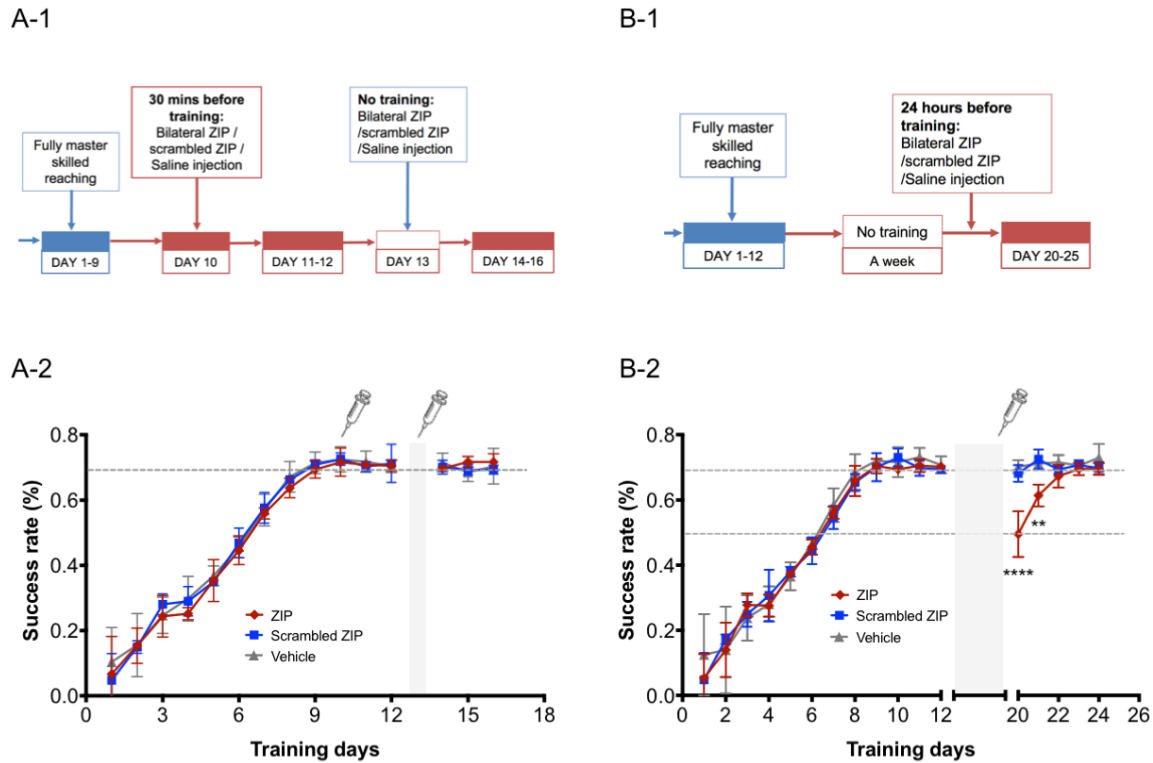 A-1
Fully master
skilled
reaching
30 mins before
training:
Bilateral ZIP /
scrambled ZIP /
Saline injection
No training:
Bilateral ZIP
/scrambled ZIP
/Saline injection
DAY 1-9
DAY 10
DAY 11-12
DAY 13
DAY 14-16
B-1
Fully master
skilled
reaching
24 hours before
training:
Bilateral ZIP
/scrambled ZIP
/Saline injection
No training
DAY 1-12
A week
DAY 20-25
A-2
Success rate (%)
0.8
0.6
0.4
0.2
0.0
ZIP
Scrambled ZIP
Vehicle
0 3 6 9 12 15 18
Training days
B-2
Success rate (%)
0.8
0.6
0.4
0.2
0.0
**
****
ZIP
Scrambled ZIP
Vehicle
0 2 4 6 8 10 12 20 22 24 26
Training days